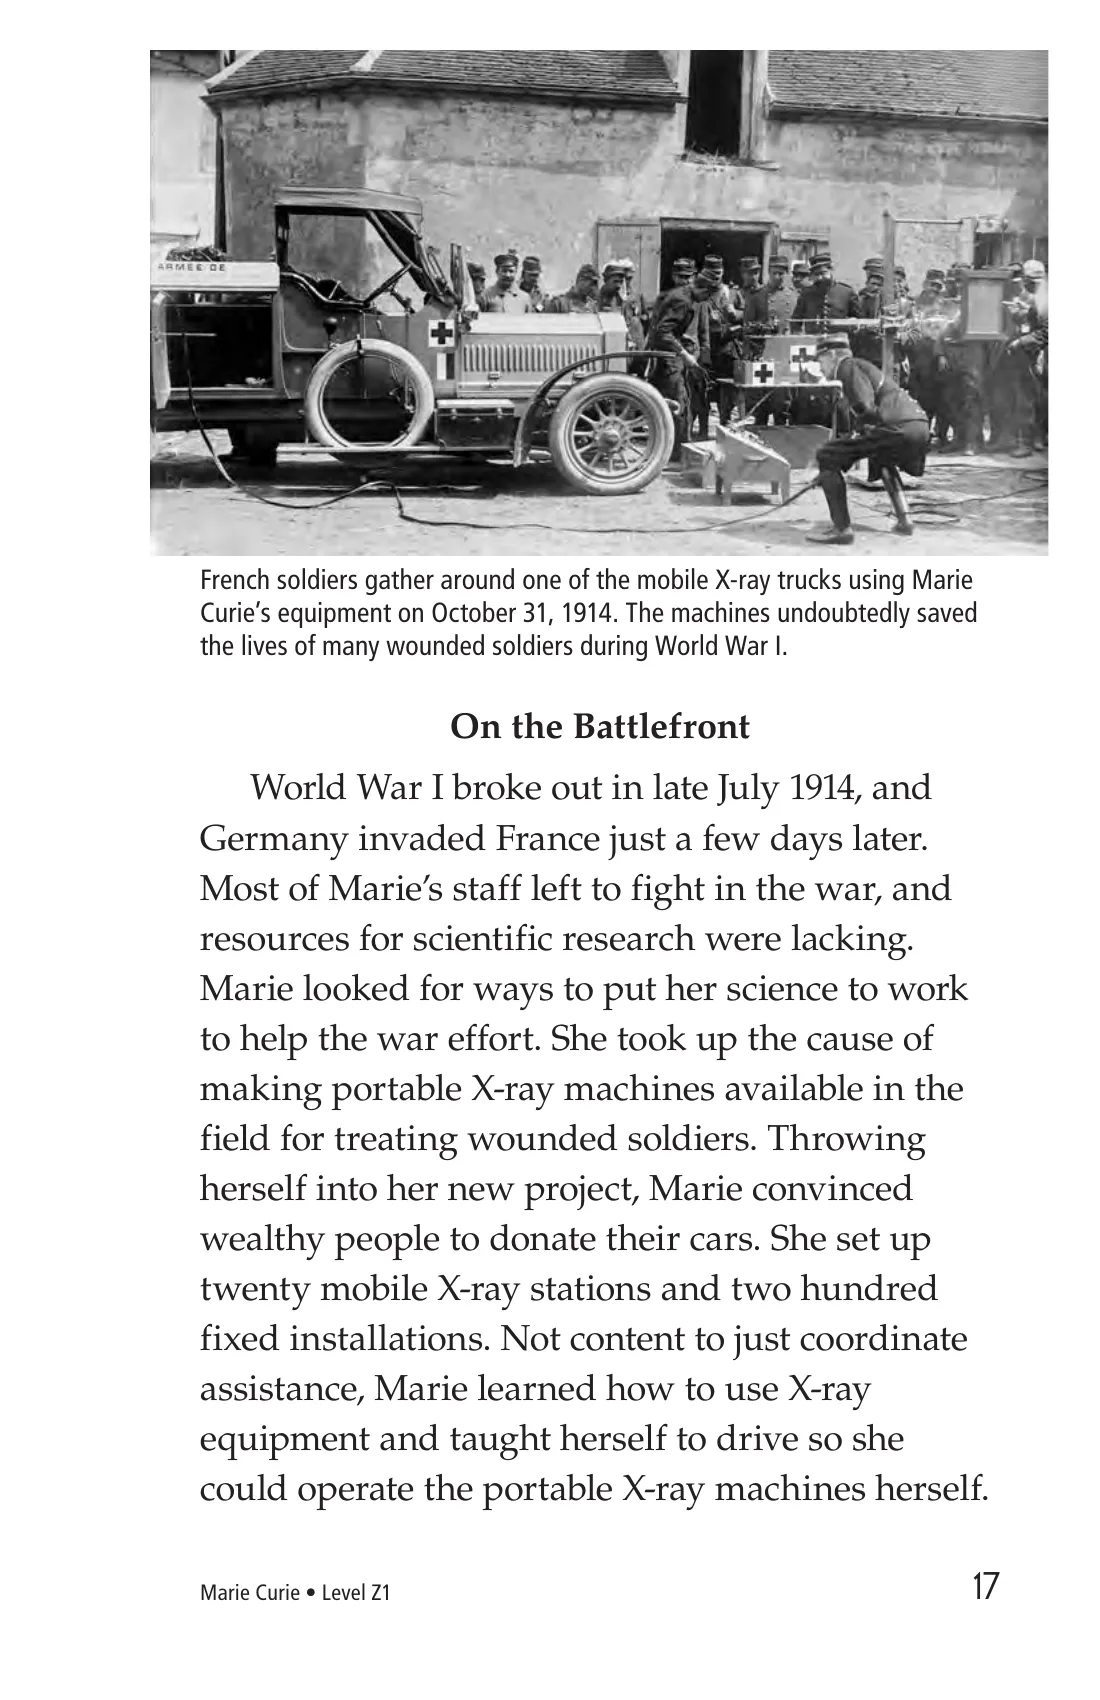 ARMÉE DE
French soldiers gather around one of the mobile X-ray trucks using Marie
Curie’s equipment on October 31, 1914. The machines undoubtedly saved
the lives of many wounded soldiers during World War I.
On the Battlefront
World War I broke out in late July 1914, and
Germany invaded France just a few days later.
Most of Marie’s staff left to fight in the war, and
resources for scientific research were lacking.
Marie looked for ways to put her science to work
to help the war effort. She took up the cause of
making portable X-ray machines available in the
field for treating wounded soldiers. Throwing
herself into her new project, Marie convinced
wealthy people to donate their cars. She set up
twenty mobile X-ray stations and two hundred
fixed installations. Not content to just coordinate
assistance, Marie learned how to use X-ray
equipment and taught herself to drive so she
could operate the portable X-ray machines herself.
Marie Curie • Level Z1
17